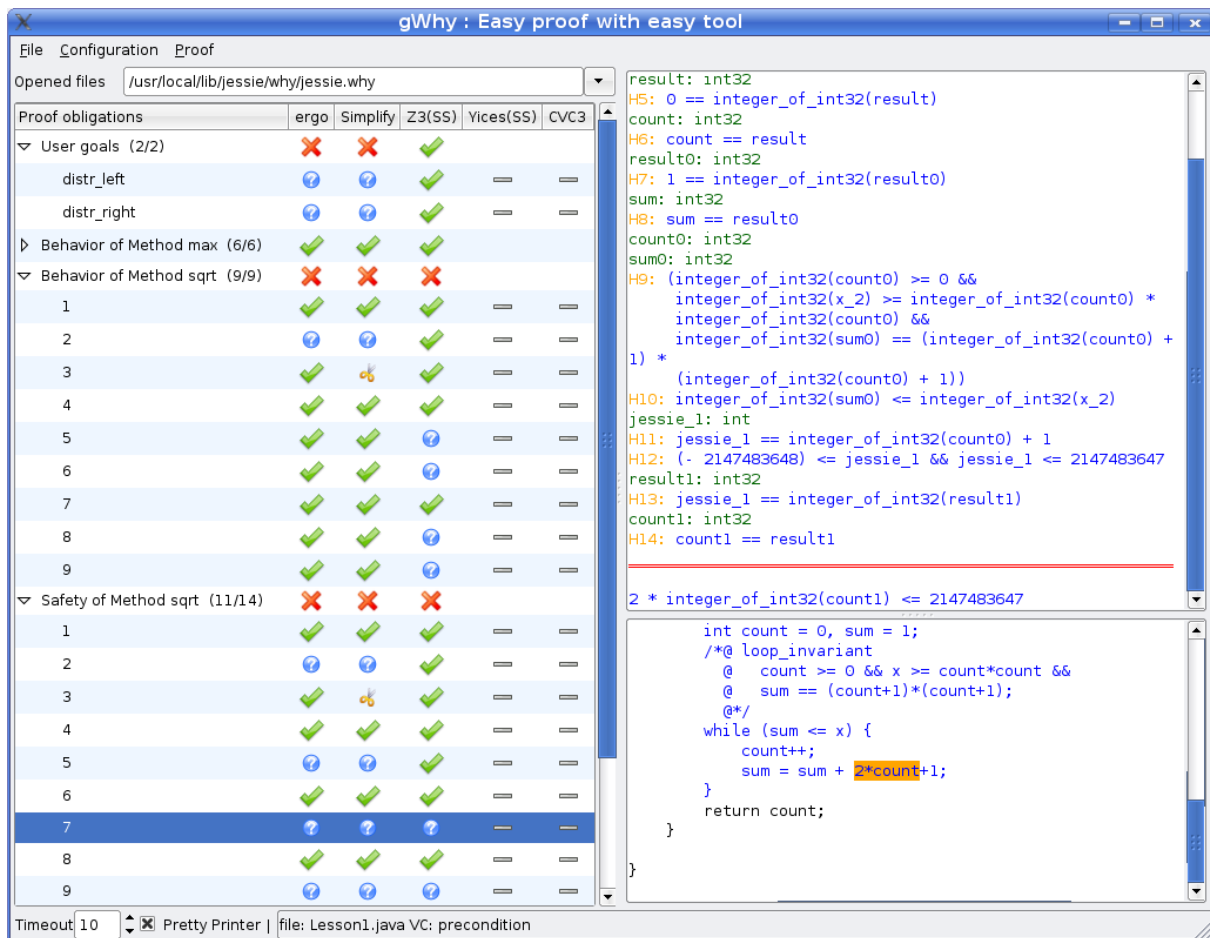 gWhy : Easy proof with easy tool
File Configuration Proof
Opened files /usr/local/lib/jessie/why/jessie.why
Proof obligations ergo Simplify Z3(SS) Yices(SS) CVC3
User goals (2/2)
distr_left
distr_right
Behavior of Method max (6/6)
Behavior of Method sqrt (9/9)
1
2
3
4
5
6
7
8
9
Safety of Method sqrt (11/14)
1
2
3
4
5
6
7
8
9
result: int32
H5: 0 == integer_of_int32(result)
count: int32
H6: count == result
result0: int32
H7: 1 == integer_of_int32(result0)
sum: int32
H8: sum == result0
count0: int32
sum0: int32
H9: (integer_of_int32(count0) >= 0 &&
integer_of_int32(x_2) >= integer_of_int32(count0) *
integer_of_int32(count0) &&
integer_of_int32(sum0) == (integer_of_int32(count0) +
1) *
(integer_of_int32(count0) + 1))
H10: integer_of_int32(sum0) <= integer_of_int32(x_2)
jessie_1: int
H11: jessie_1 == integer_of_int32(count0) + 1
H12: (- 2147483648) <= jessie_1 && jessie_1 <= 2147483647
result1: int32
H13: jessie_1 == integer_of_int32(result1)
count1: int32
H14: count1 == result1
2 * integer_of_int32(count1) <= 2147483647
int count = 0, sum = 1;
/*@ loop_invariant
@ count >= 0 && x >= count*count &&
@ sum == (count+1)*(count+1);
@*/
while (sum <= x) {
count++;
sum = sum + 2*count+1;
}
return count;
}
}
Timeout 10 Pretty Printer | file: Lesson1.java VC: precondition